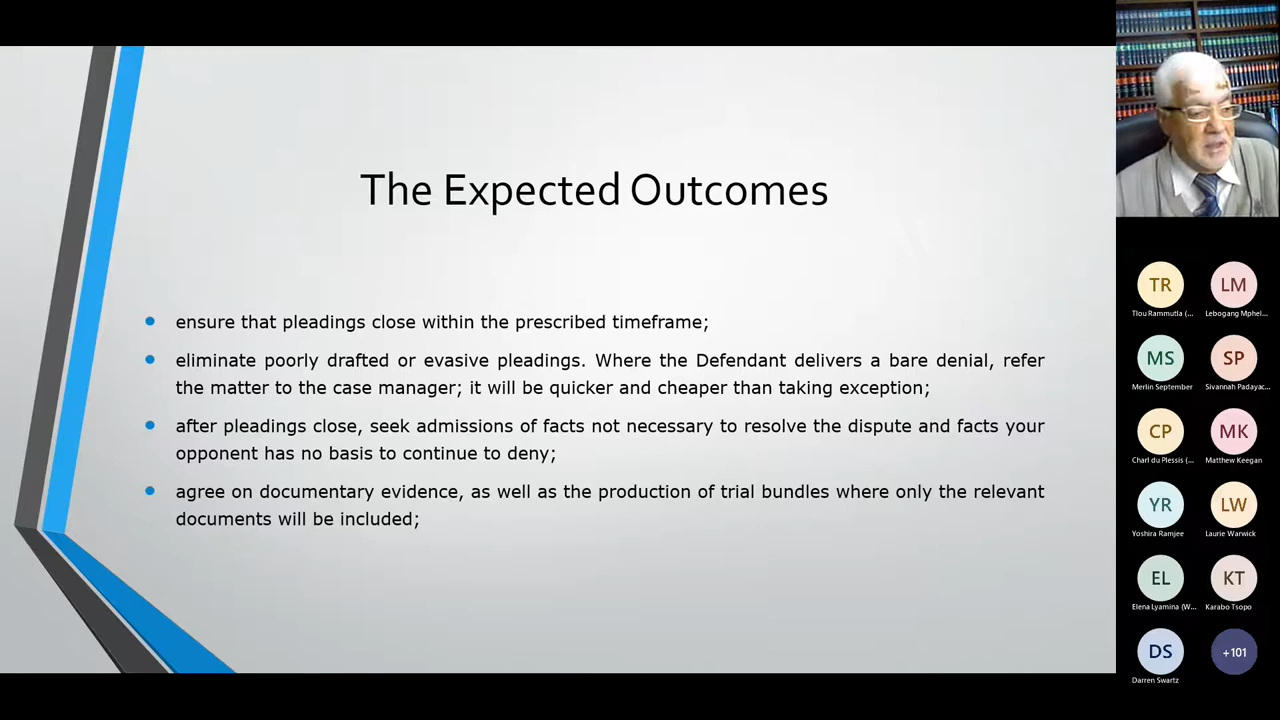 The Expected Outcomes
ensure that pleadings close within the prescribed timeframe;
eliminate poorly drafted or evasive pleadings. Where the Defendant delivers a bare denial, refer
the matter to the case manager; it will be quicker and cheaper than taking exception;
after pleadings close, seek admissions of facts not necessary to resolve the dispute and facts your
opponent has no basis to continue to deny;
agree on documentary evidence, as well as the production of trial bundles where only the relevant
documents will be included;
TR
LM
Tlou Rammutla (...
Lebogang Mphel...
MS
SP
Merlin September
Sivannah Padayac...
CP
MK
Charl du Plessis (...
Matthew Keegan
YR
LW
Yoshira Ramjee
Laurie Warwick
EL
KT
Elena Lyamina (W...
Karabo Tsopo
DS
+101
Darren Swartz